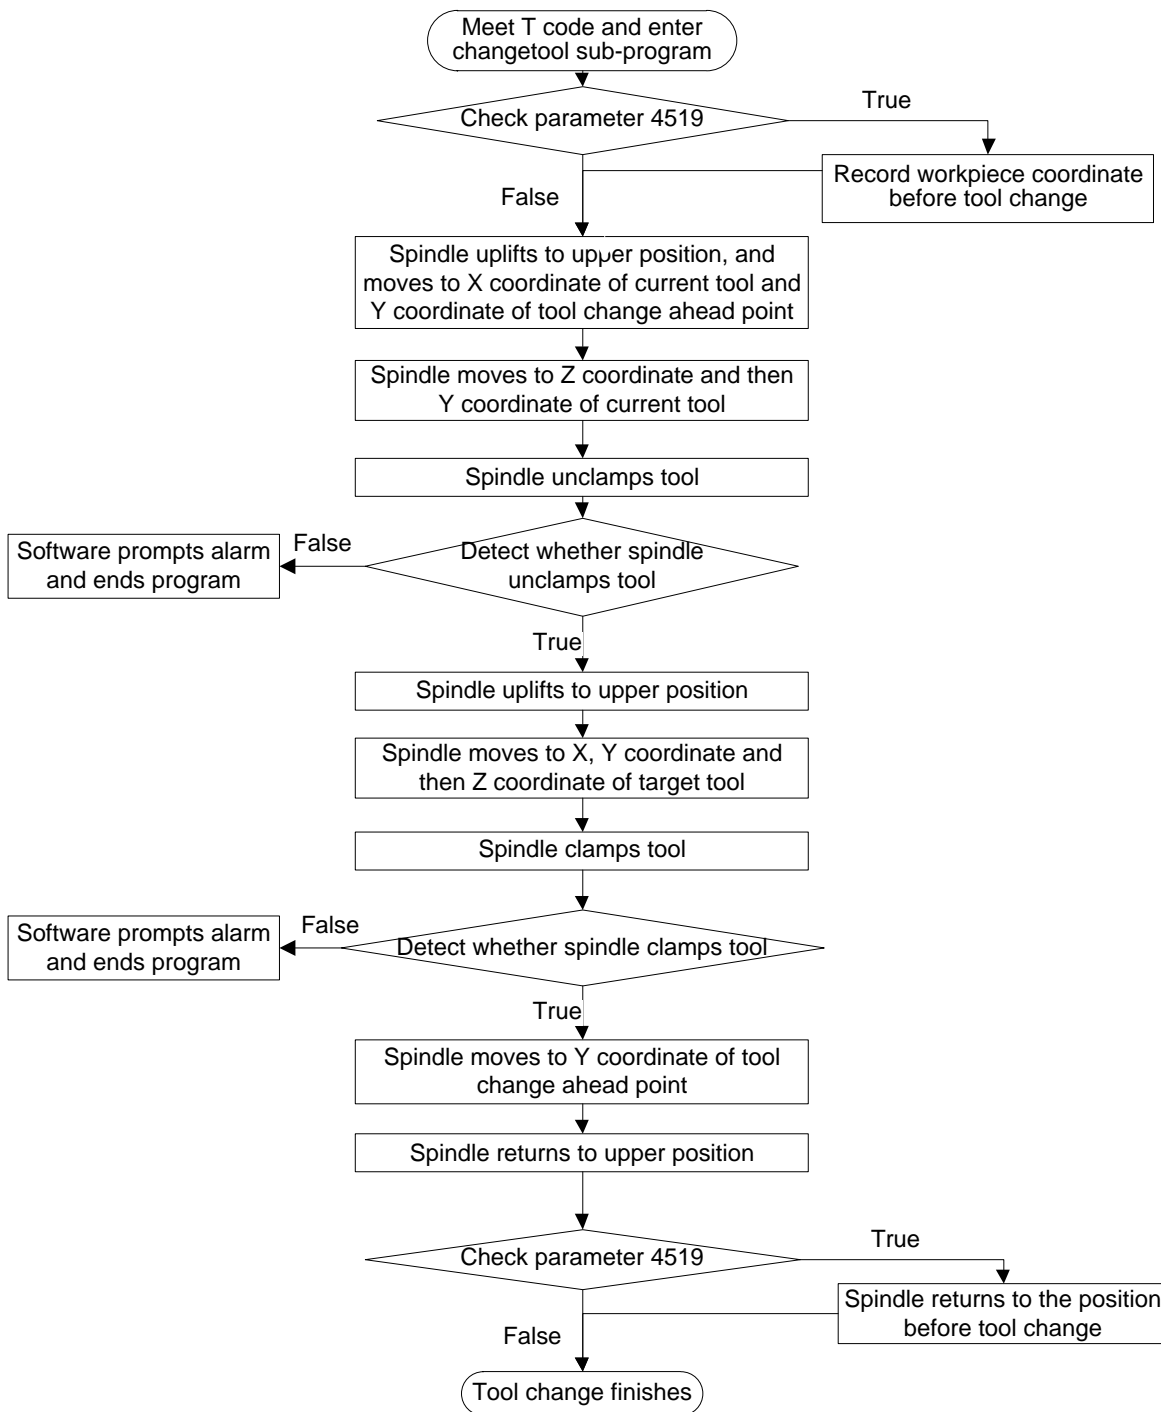 Meet T code and enter
changetool sub-program
True
Check parameter 4519
Record workpiece coordinate
before tool change
False
Spindle uplifts to upper position, and
moves to X coordinate of current tool and
Y coordinate of tool change ahead point
Spindle moves to Z coordinate and then
Y coordinate of current tool
Spindle unclamps tool
False
Software prompts alarm
and ends program
Detect whether spindle
unclamps tool
True
Spindle uplifts to upper position
Spindle moves to X, Y coordinate and
then Z coordinate of target tool
Spindle clamps tool
False
Software prompts alarm
and ends program
Detect whether spindle clamps tool
True
Spindle moves to Y coordinate of tool
change ahead point
Spindle returns to upper position
True
Check parameter 4519
Spindle returns to the position
before tool change
False
Tool change finishes